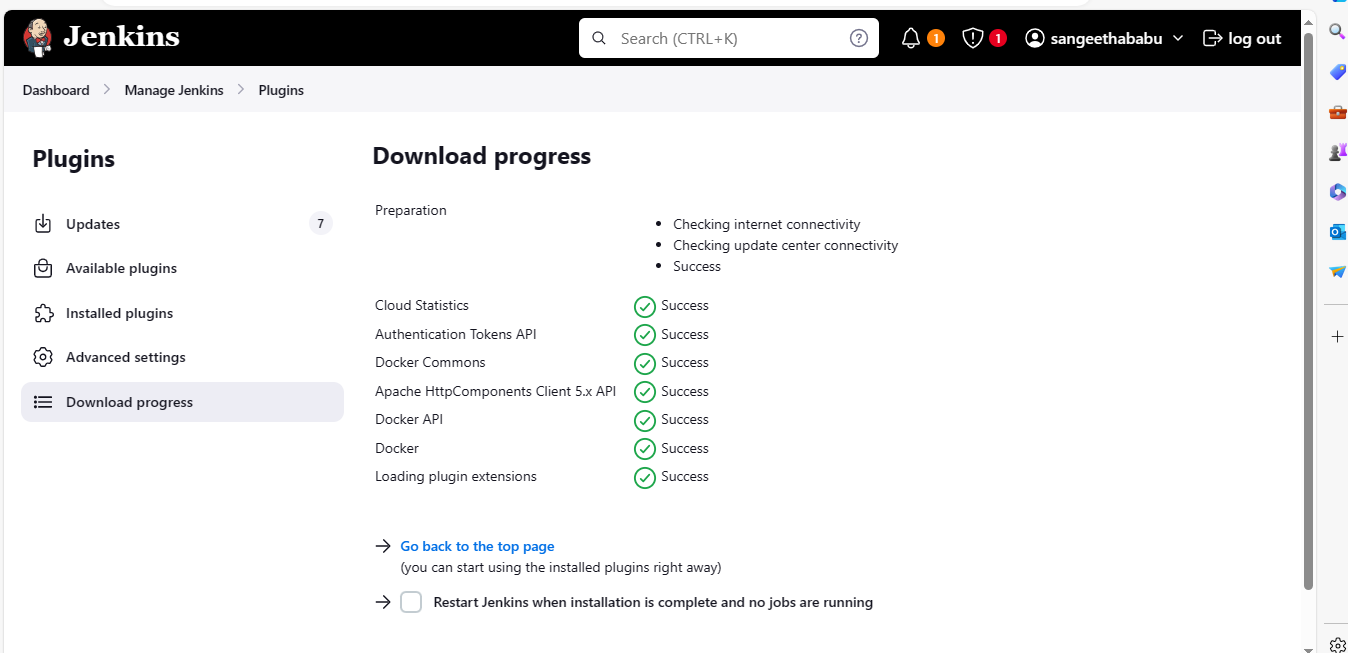 Jenkins
Search (CTRL+K)
1
1
sangeethababu
log out
Dashboard
Manage Jenkins
Plugins
Plugins
Updates
7
Available plugins
Installed plugins
Advanced settings
Download progress
Download progress
Preparation
Checking internet connectivity
Checking update center connectivity
Success
Cloud Statistics Success
Authentication Tokens API Success
Docker Commons Success
Apache HttpComponents Client 5.x API Success
Docker API Success
Docker Success
Loading plugin extensions Success
Go back to the top page
(you can start using the installed plugins right away)
Restart Jenkins when installation is complete and no jobs are running